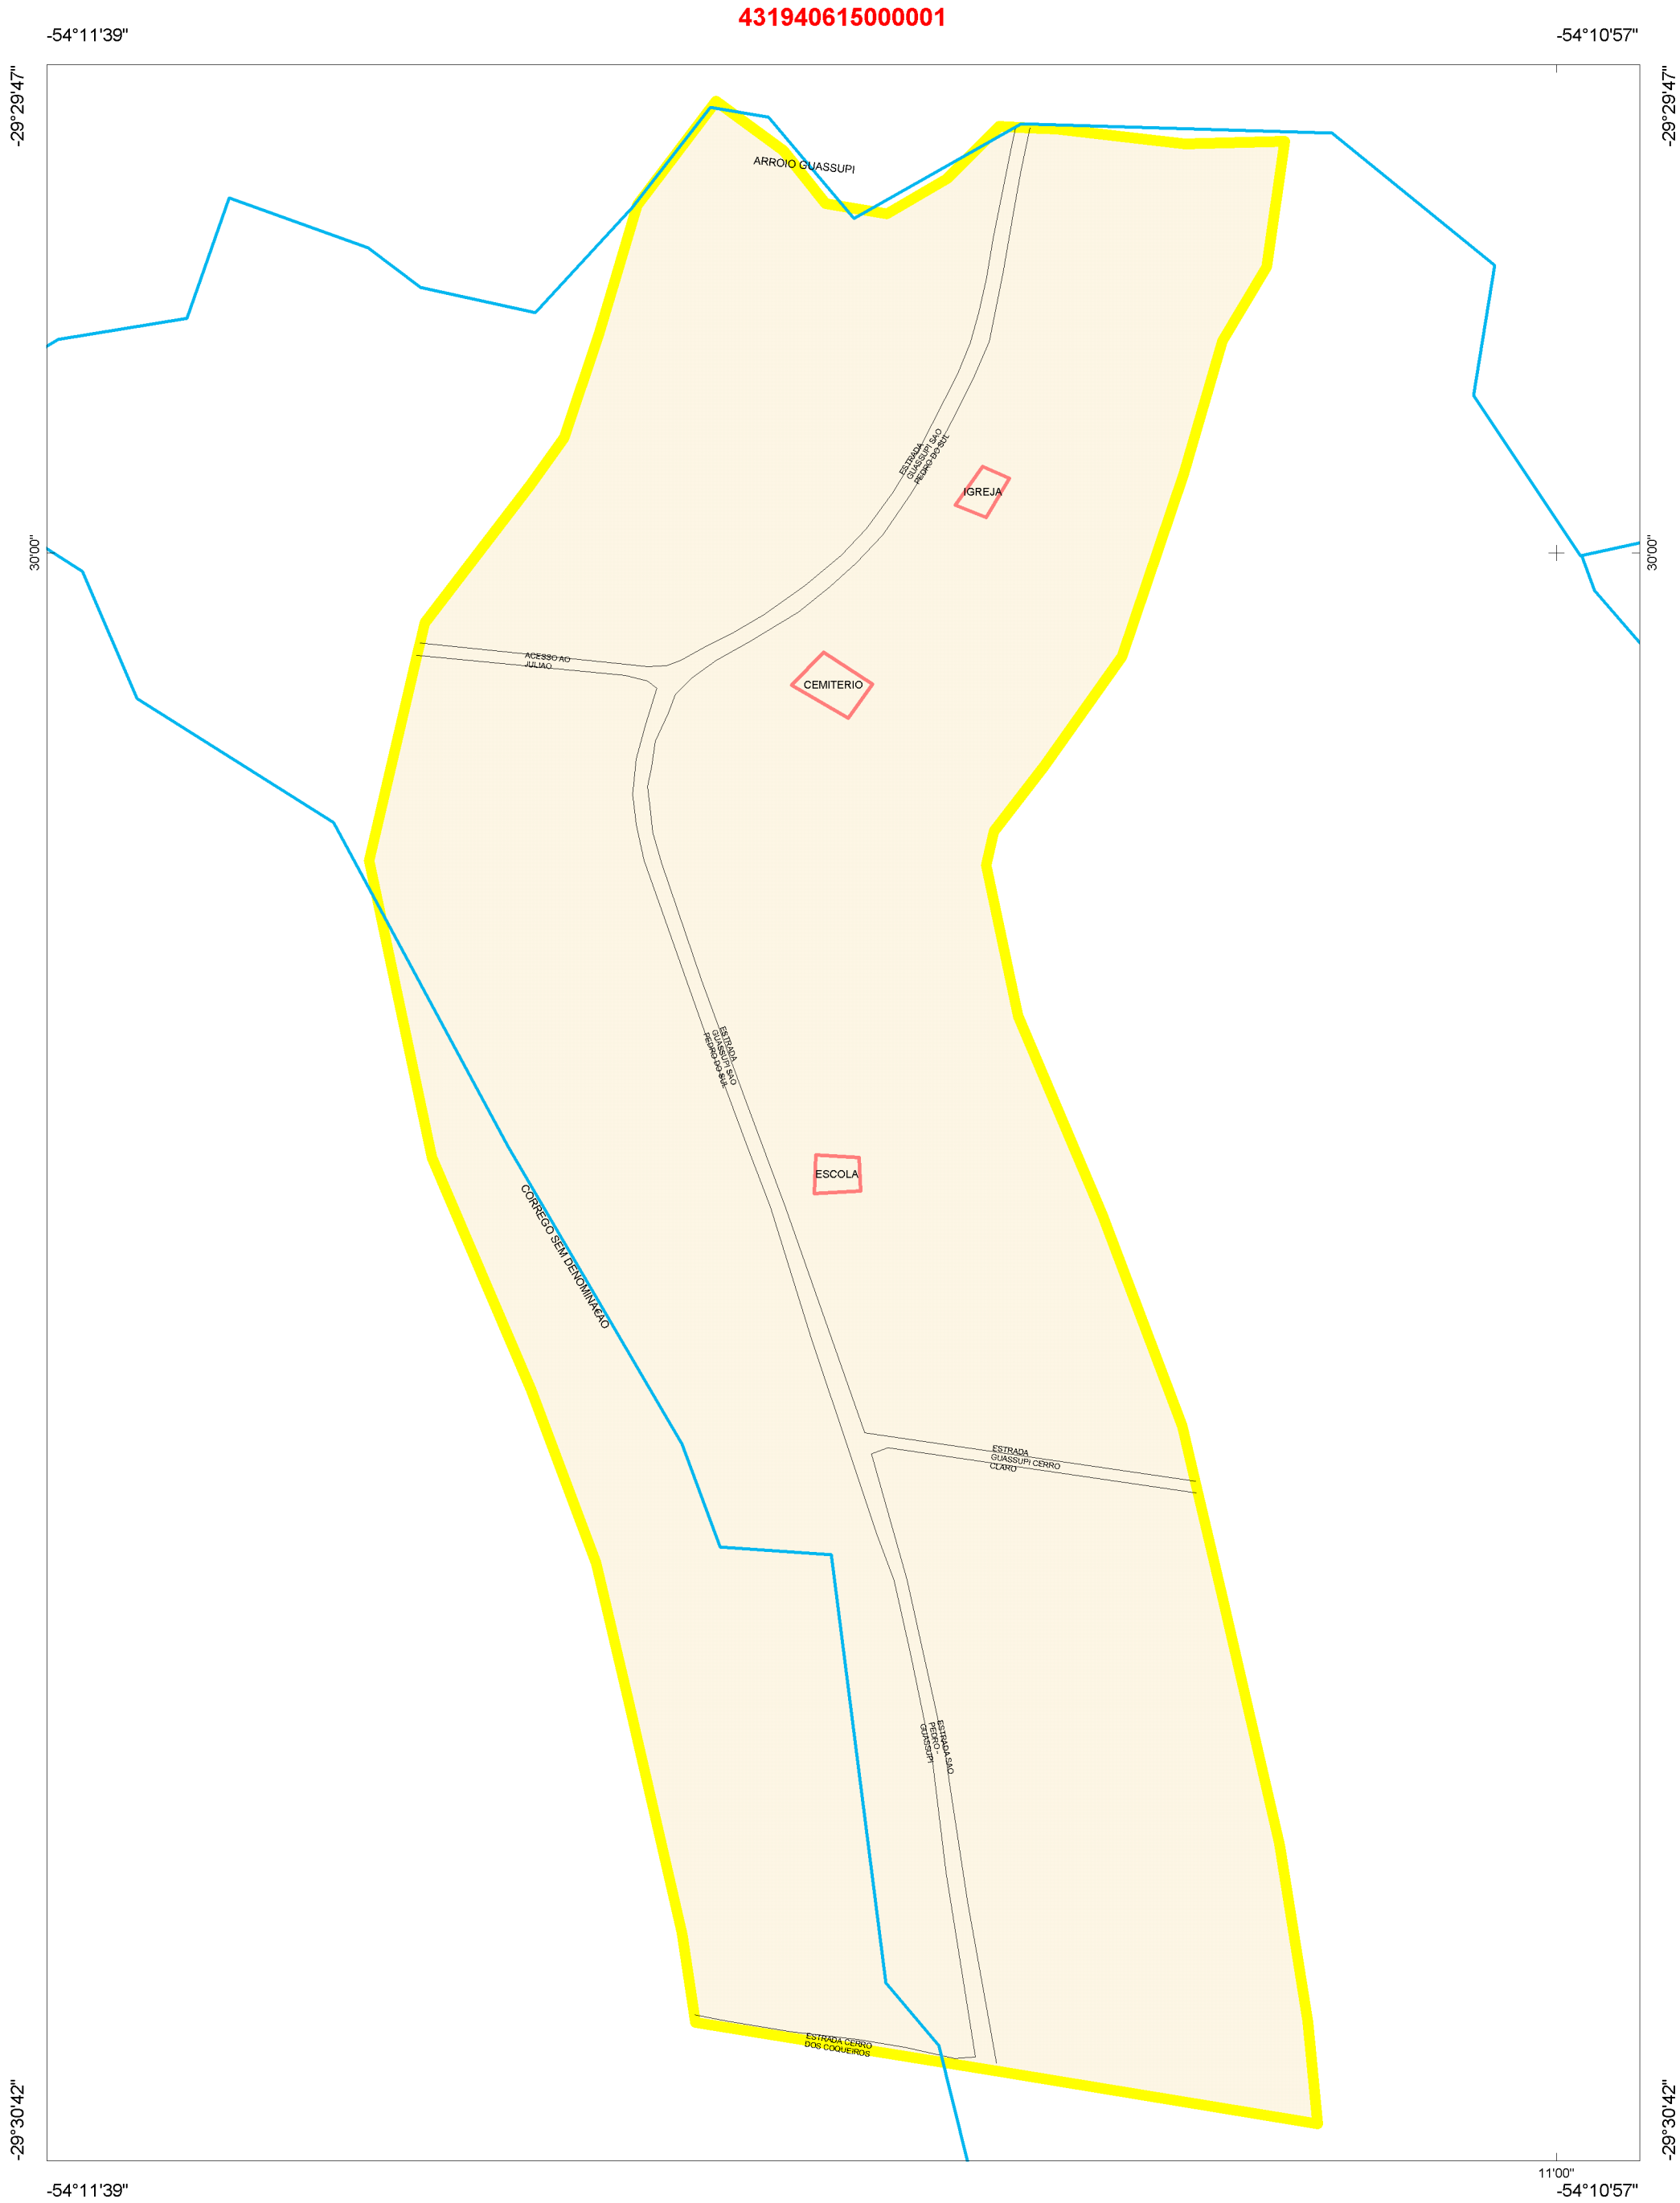 431940615000001
-54°11'39"
-54°10'57"
-29°29'47"
-29°29'47"
ARROIO GUASSUPI
ESTRADA
GUASSUPI SAO
PEDRO DO SUL
IGREJA
30'00"
30'00"
ACESSO AO
JULIAO
CEMITERIO
ESTRADA
GUASSUPI SAO
PEDRO DO SUL
ESCOLA
CORREGO SEM DENOMINACAO
ESTRADA
GUASSUPI CERRO
CLARO
ESTRADA SAO
PEDRO -
GUASSUPI
ESTRADA CERRO
DOS COQUEIROS
-29°30'42"
-29°30'42"
11'00"
-54°11'39"
-54°10'57"